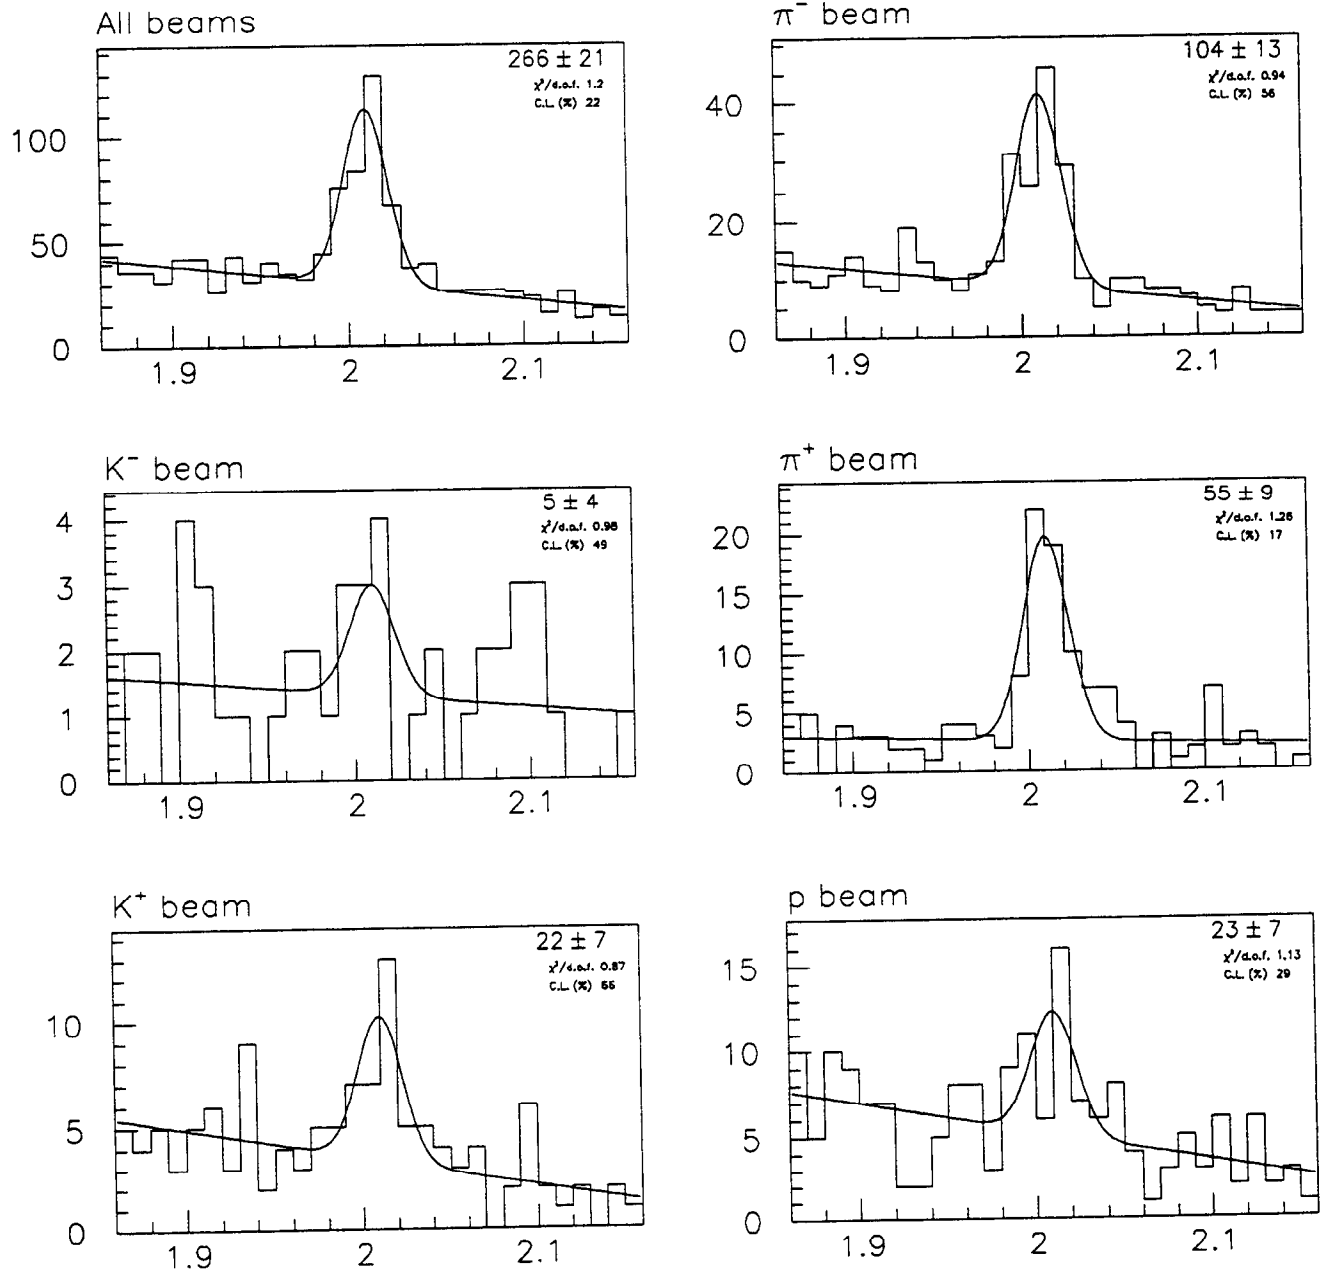 All beams
266 ± 21
χ²/d.o.f. 1.2
C.L. (%) 22
100
50
0
1.9 2 2.1
π⁻ beam
104 ± 13
χ²/d.o.f. 0.94
C.L. (%) 56
40
20
0
1.9 2 2.1
K⁻ beam
5 ± 4
χ²/d.o.f. 0.98
C.L. (%) 49
4
3
2
1
0
1.9 2 2.1
π⁺ beam
55 ± 9
χ²/d.o.f. 1.26
C.L. (%) 17
20
15
10
5
0
1.9 2 2.1
K⁺ beam
22 ± 7
χ²/d.o.f. 0.87
C.L. (%)
10
5
0
1.9 2 2.1
p beam
23 ± 7
χ²/d.o.f. 1.13
C.L. (%) 29
15
10
5
0
1.9 2 2.1